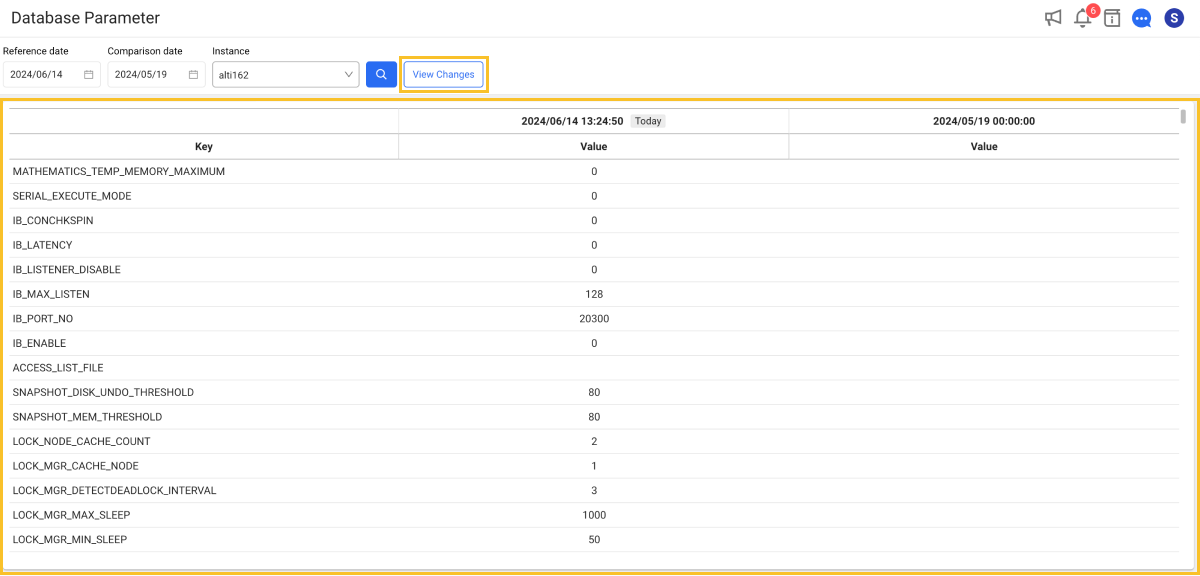 Database Parameter
6
S
Reference date
Comparison date
Instance
2024/06/14
2024/05/19
alti162
View Changes
2024/06/14 13:24:50 Today
2024/05/19 00:00:00
Key Value Value
MATHEMATICS_TEMP_MEMORY_MAXIMUM 0
SERIAL_EXECUTE_MODE 0
IB_CONCHKSPIN 0
IB_LATENCY 0
IB_LISTENER_DISABLE 0
IB_MAX_LISTEN 128
IB_PORT_NO 20300
IB_ENABLE 0
ACCESS_LIST_FILE
SNAPSHOT_DISK_UNDO_THRESHOLD 80
SNAPSHOT_MEM_THRESHOLD 80
LOCK_NODE_CACHE_COUNT 2
LOCK_MGR_CACHE_NODE 1
LOCK_MGR_DETECTDEADLOCK_INTERVAL 3
LOCK_MGR_MAX_SLEEP 1000
LOCK_MGR_MIN_SLEEP 50